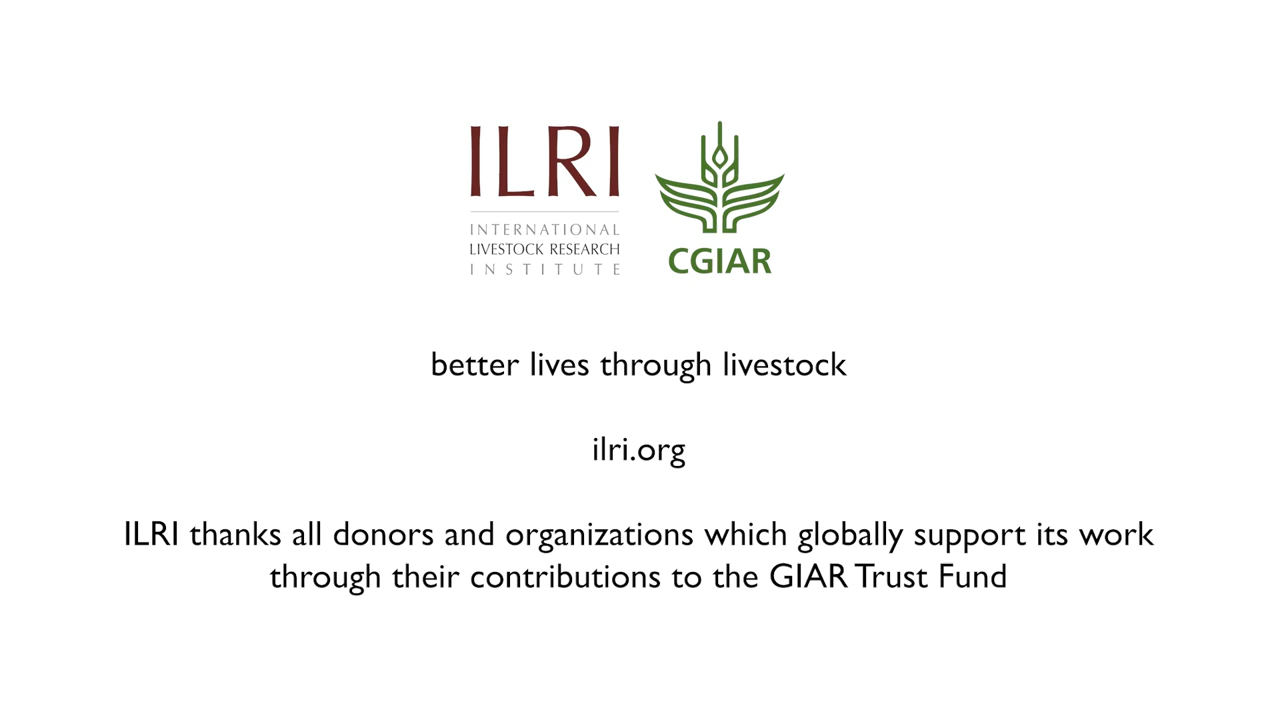 ILRI
INTERNATIONAL
LIVESTOCK RESEARCH
INSTITUTE
CGIAR
better lives through livestock
ilri.org
ILRI thanks all donors and organizations which globally support its work
through their contributions to the GIAR Trust Fund